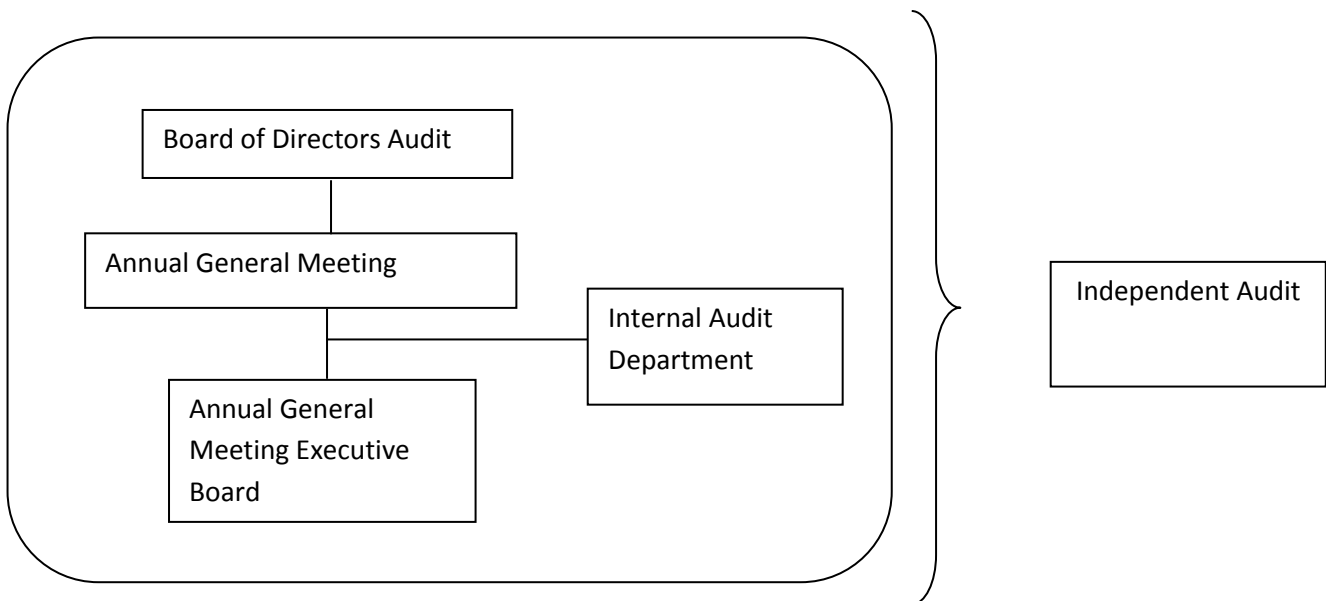 Board of Directors Audit
Annual General Meeting
Internal Audit
Department
Annual General
Meeting Executive
Board
Independent Audit